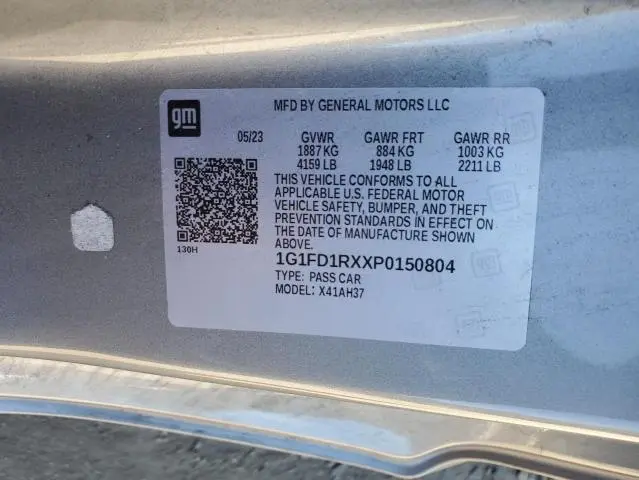 gm
MFD BY GENERAL MOTORS LLC
05/23 GVWR GAWR FRT GAWR RR
1887 KG 884 KG 1003 KG
4159 LB 1948 LB 2211 LB
THIS VEHICLE CONFORMS TO ALL
APPLICABLE U.S. FEDERAL MOTOR
VEHICLE SAFETY, BUMPER, AND THEFT
PREVENTION STANDARDS IN EFFECT ON
THE DATE OF MANUFACTURE SHOWN
ABOVE.
130H
1G1FD1RXXP0150804
TYPE: PASS CAR
MODEL: X41AH37